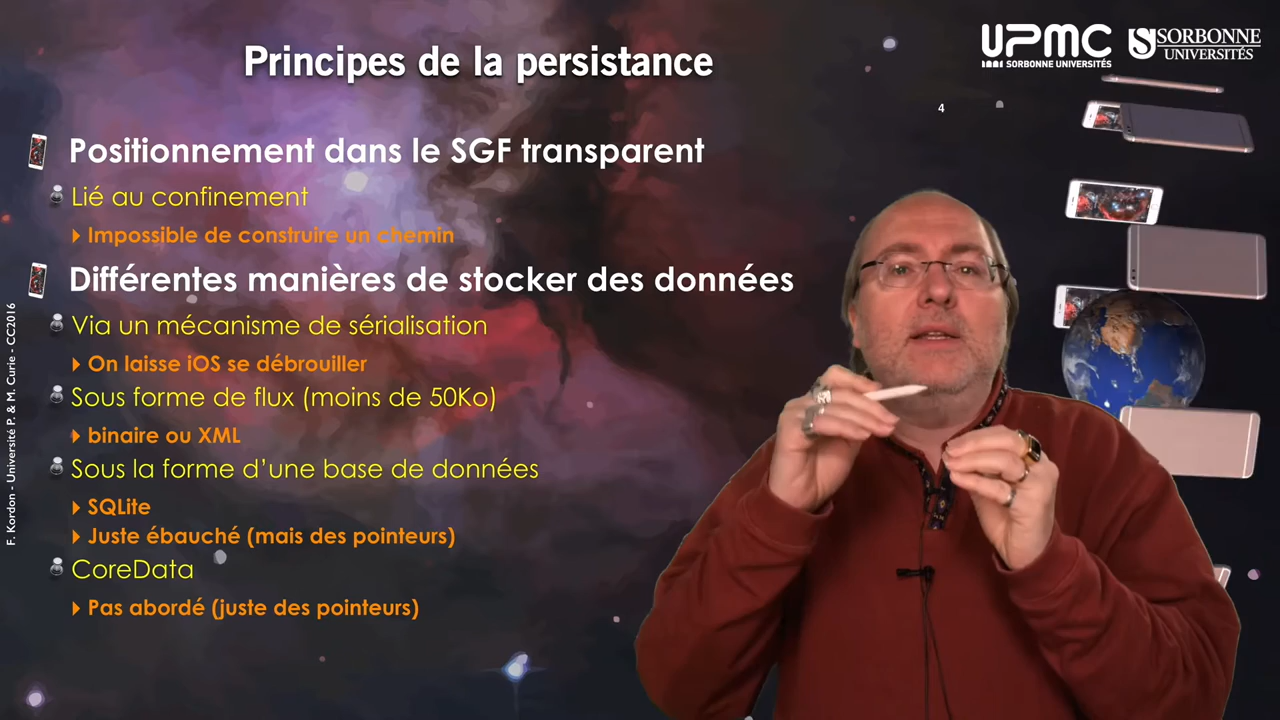 Principes de la persistance
UPMC
SORBONNE UNIVERSITÉS
S SORBONNE
UNIVERSITÉS
4
Positionnement dans le SGF transparent
Lié au confinement
Impossible de construire un chemin
Différentes manières de stocker des données
Via un mécanisme de sérialisation
On laisse iOS se débrouiller
Sous forme de flux (moins de 50Ko)
binaire ou XML
Sous la forme d’une base de données
SQLite
Juste ébauché (mais des pointeurs)
CoreData
Pas abordé (juste des pointeurs)
F. Kordon - Université P. & M. Curie - CC2016